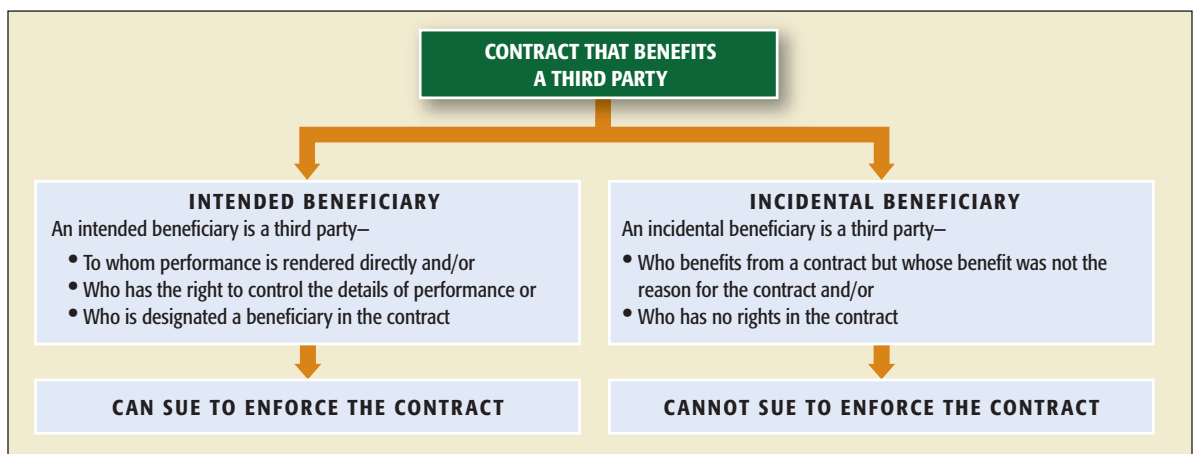 CONTRACT THAT BENEFITS
A THIRD PARTY
INTENDED BENEFICIARY
An intended beneficiary is a third party—
• To whom performance is rendered directly and/or
• Who has the right to control the details of performance or
• Who is designated a beneficiary in the contract
CAN SUE TO ENFORCE THE CONTRACT
INCIDENTAL BENEFICIARY
An incidental beneficiary is a third party—
• Who benefits from a contract but whose benefit was not the
reason for the contract and/or
• Who has no rights in the contract
CANNOT SUE TO ENFORCE THE CONTRACT